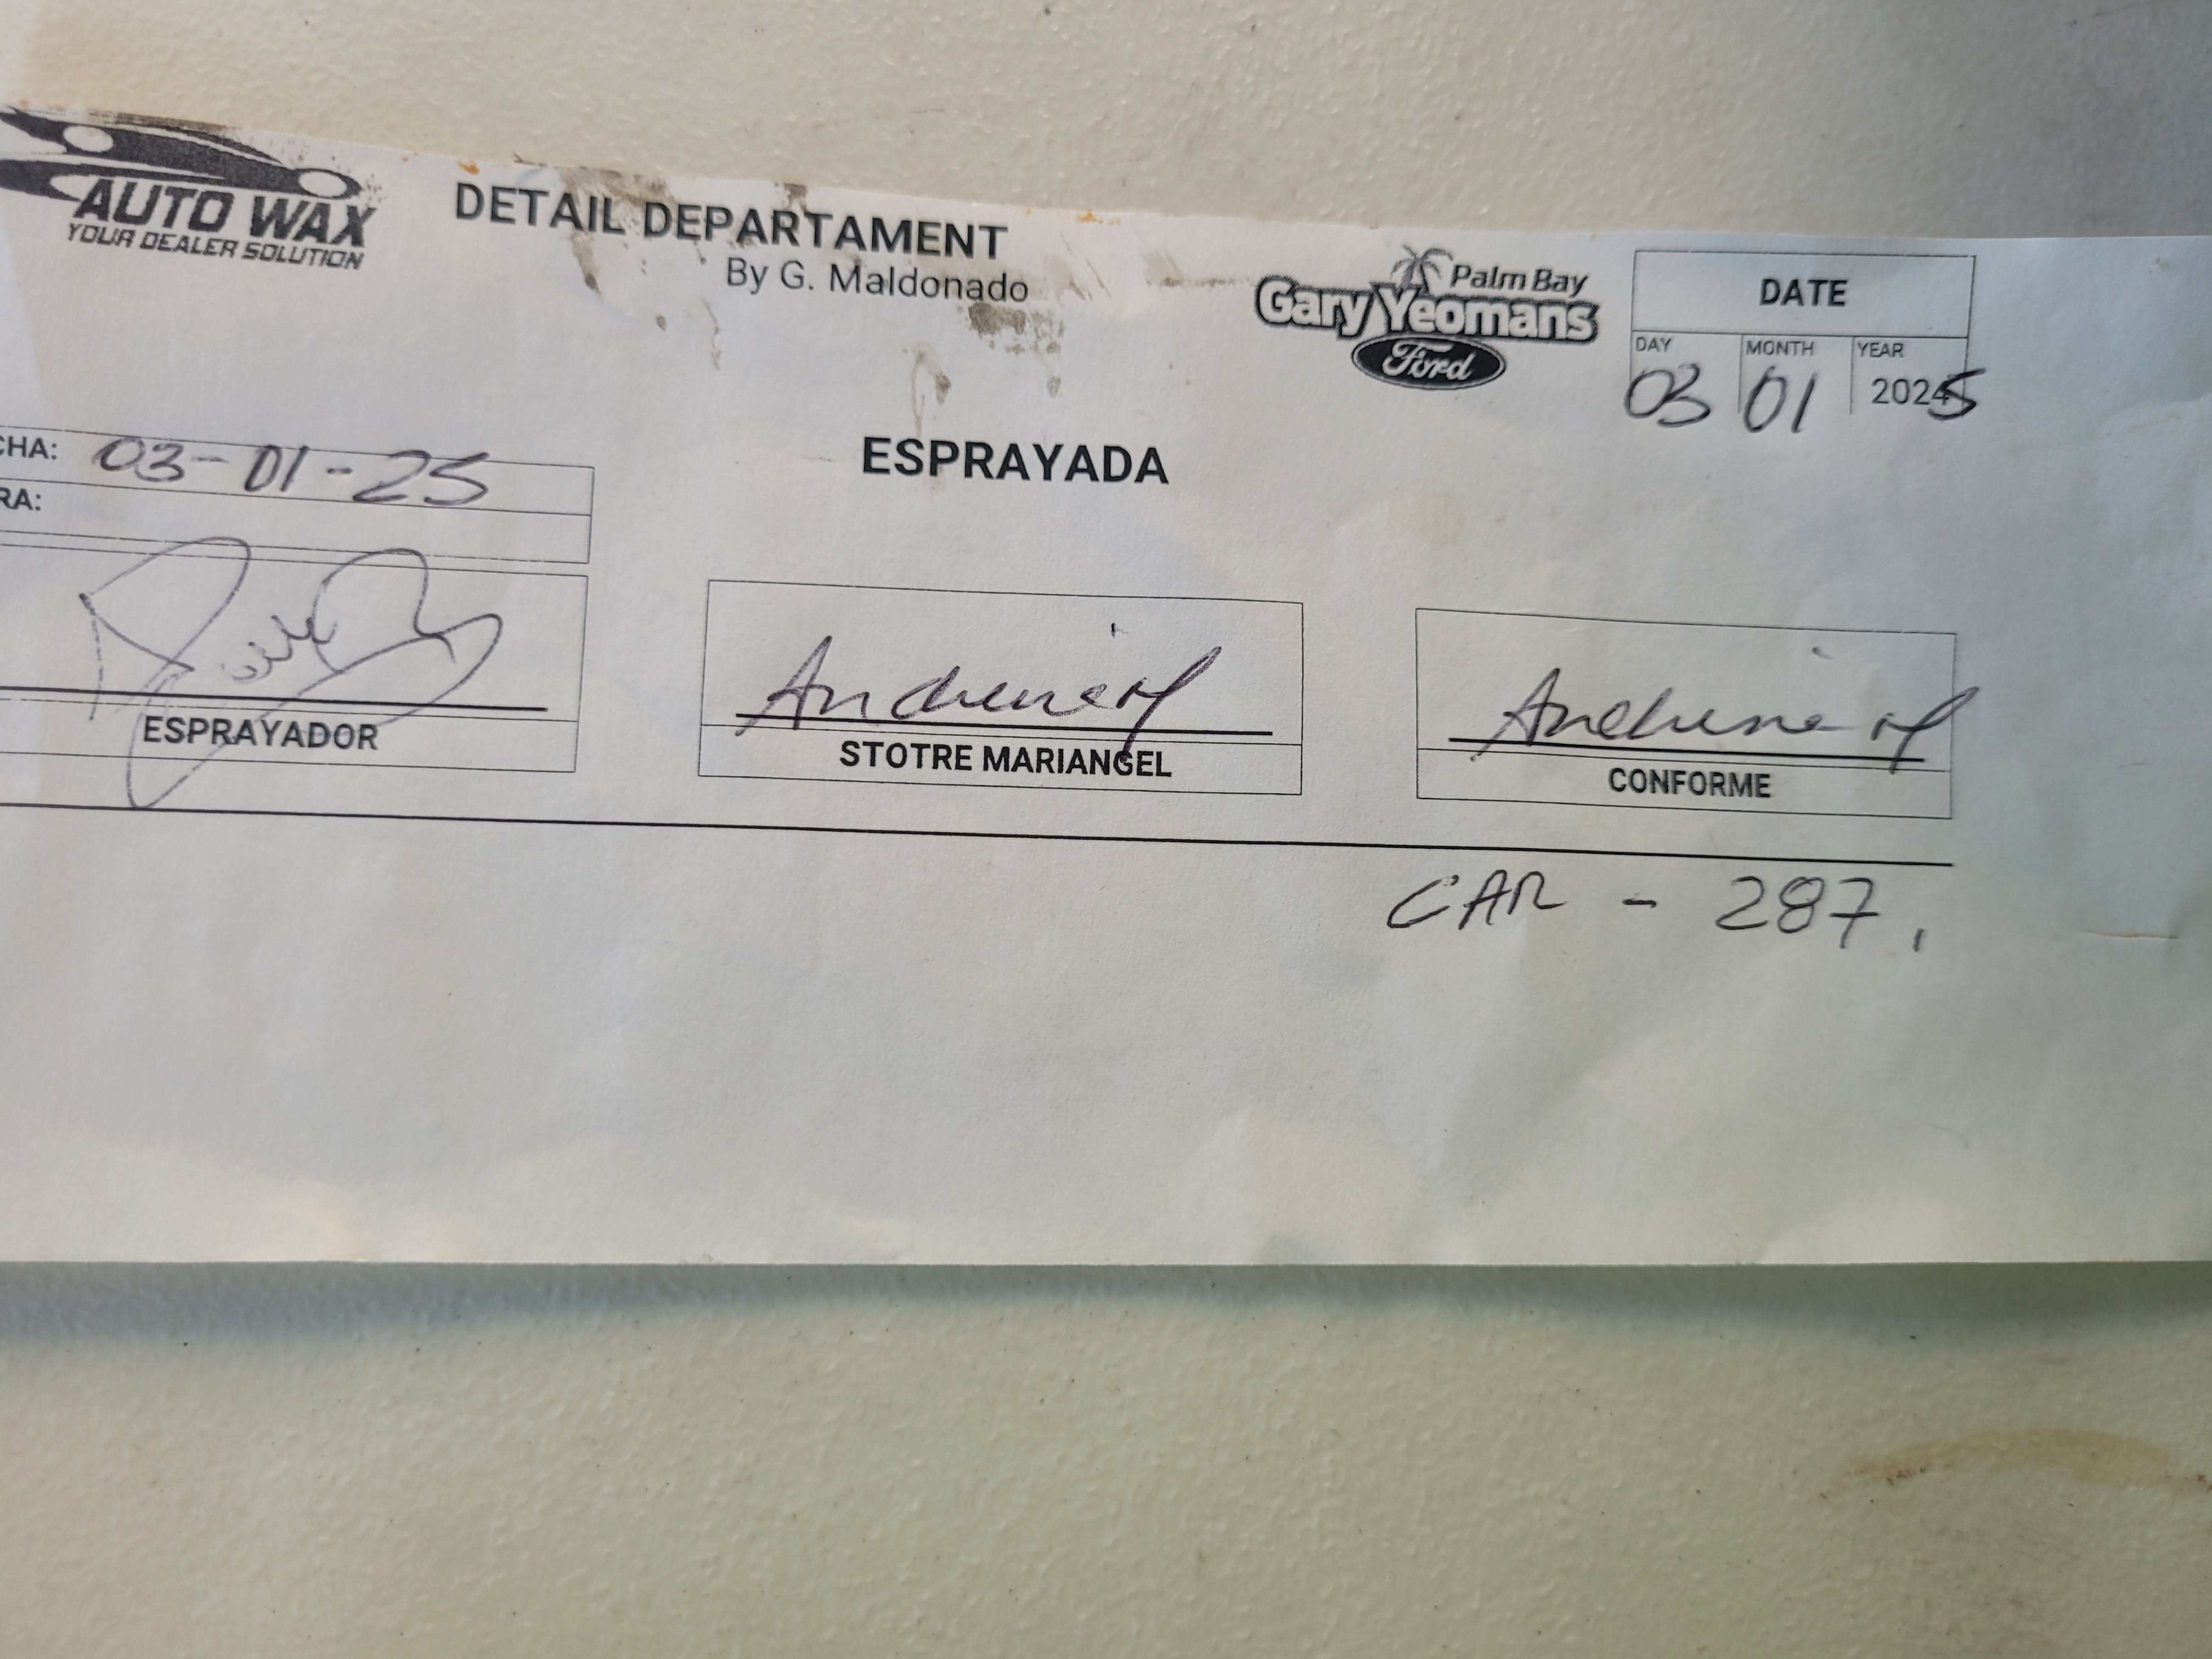 AUTO WAX
YOUR DEALER SOLUTION
DETAIL DEPARTAMENT
By G. Maldonado
Palm Bay
Gary Yeomans
Ford
DATE
DAY MONTH YEAR
03 01 20245
CHA: 03-01-25
RA:
ESPRAYADA
ESPRAYADOR
STOTRE MARIANGEL
CONFORME
CAR - 287.